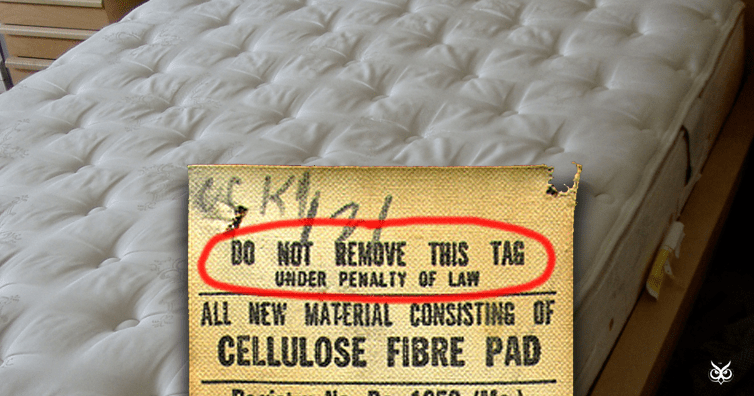 DO NOT REMOVE THIS TAG
UNDER PENALTY OF LAW
ALL NEW MATERIAL CONSISTING OF
CELLULOSE FIBRE PAD